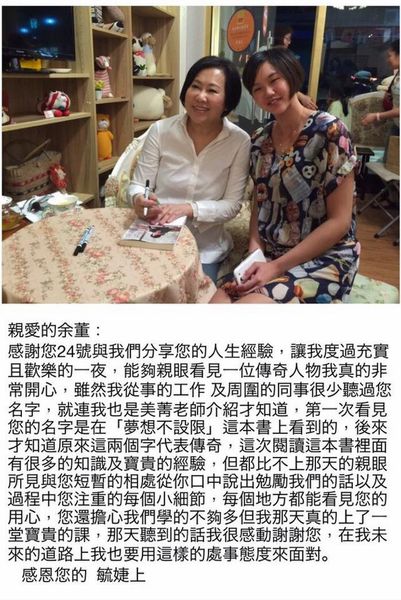 親愛的余董：
感謝您24號與我們分享您的人生經驗，讓我度過充實
且歡樂的一夜，能夠親眼看見一位傳奇人物我真的非
常開心，雖然我從事的工作 及周圍的同事很少聽過您
名字，就連我也是美菁老師介紹才知道，第一次看見
您的名字是在「夢想不設限」這本書上看到的，後來
才知道原來這兩個字代表傳奇，這次閱讀這本書裡面
有很多的知識及寶貴的經驗，但都比不上那天的親眼
所見與您短暫的相處從你口中說出勉勵我們的話以及
過程中您注重的每個小細節，每個地方都能看見您的
用心，您還擔心我們學的不夠多但我那天真的上了一
堂寶貴的課，那天聽到的話我很感動謝謝您，在我未
來的道路上我也要用這樣的處事態度來面對。
感恩您的 毓婕上